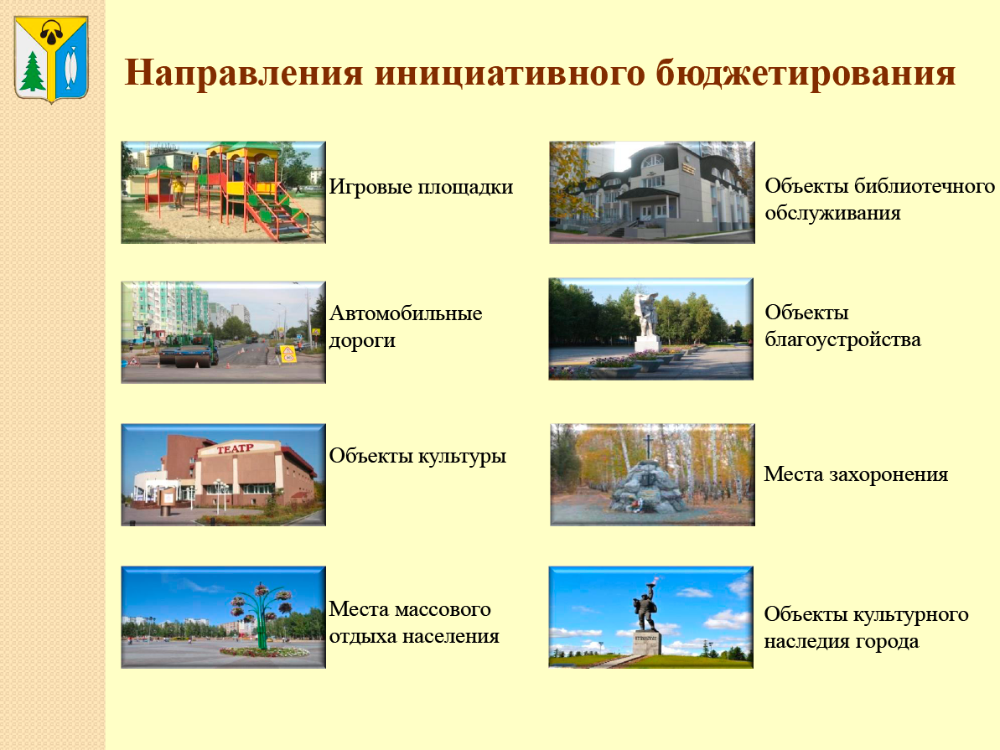 Направления инициативного бюджетирования
Игровые площадки
Объекты библиотечного
обслуживания
Автомобильные
дороги
Объекты
благоустройства
ТЕАТР
Объекты культуры
Места захоронения
Места массового
отдыха населения
Объекты культурного
наследия города